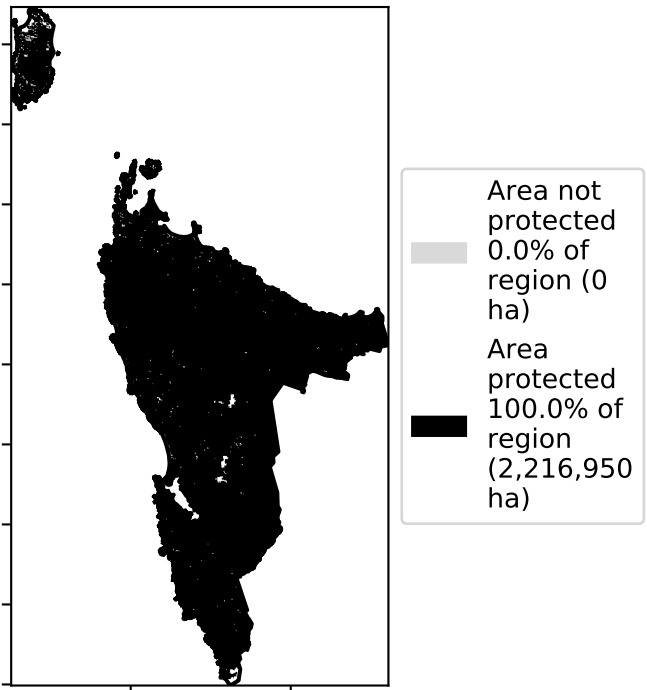 Area not
protected
0.0% of
region (0
ha)
Area
protected
100.0% of
region
(2,216,950
ha)